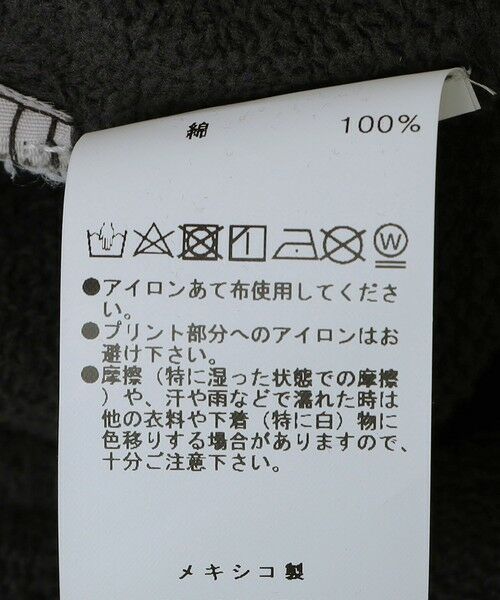 綿 100%
W
●アイロンあて布使用してくださ
い。
●プリント部分へのアイロンはお
避け下さい。
●摩擦（特に湿った状態での摩擦
）や、汗や雨などで濡れた時は
他の衣料や下着（特に白）物に
色移りする場合がありますので、
十分ご注意下さい。
メキシコ製